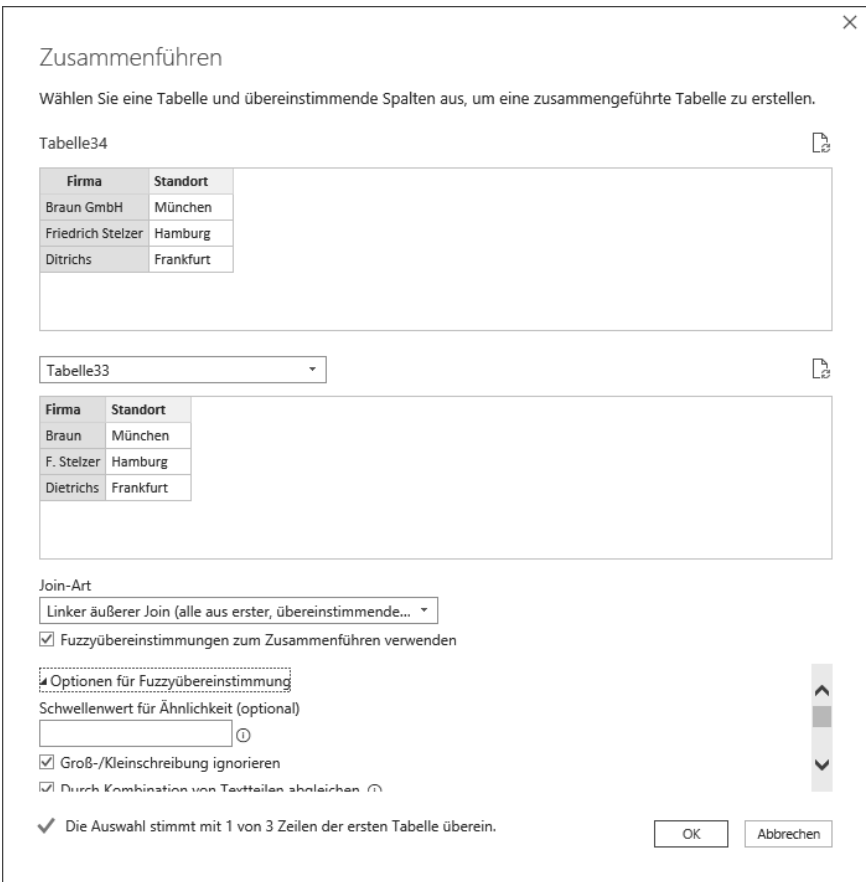 Zusammenführen
Wählen Sie eine Tabelle und übereinstimmende Spalten aus, um eine zusammengeführte Tabelle zu erstellen.
Tabelle34
Firma Standort
Braun GmbH München
Friedrich Stelzer Hamburg
Ditrichs Frankfurt
Tabelle33
Firma Standort
Braun München
F. Stelzer Hamburg
Dietrichs Frankfurt
Join-Art
Linker äußerer Join (alle aus erster, übereinstimmende...
Fuzzyübereinstimmungen zum Zusammenführen verwenden
Optionen für Fuzzyübereinstimmung
Schwellenwert für Ähnlichkeit (optional)
Groß-/Kleinschreibung ignorieren
Durch Kombination von Textteilen abgleichen
Die Auswahl stimmt mit 1 von 3 Zeilen der ersten Tabelle überein.
OK Abbrechen